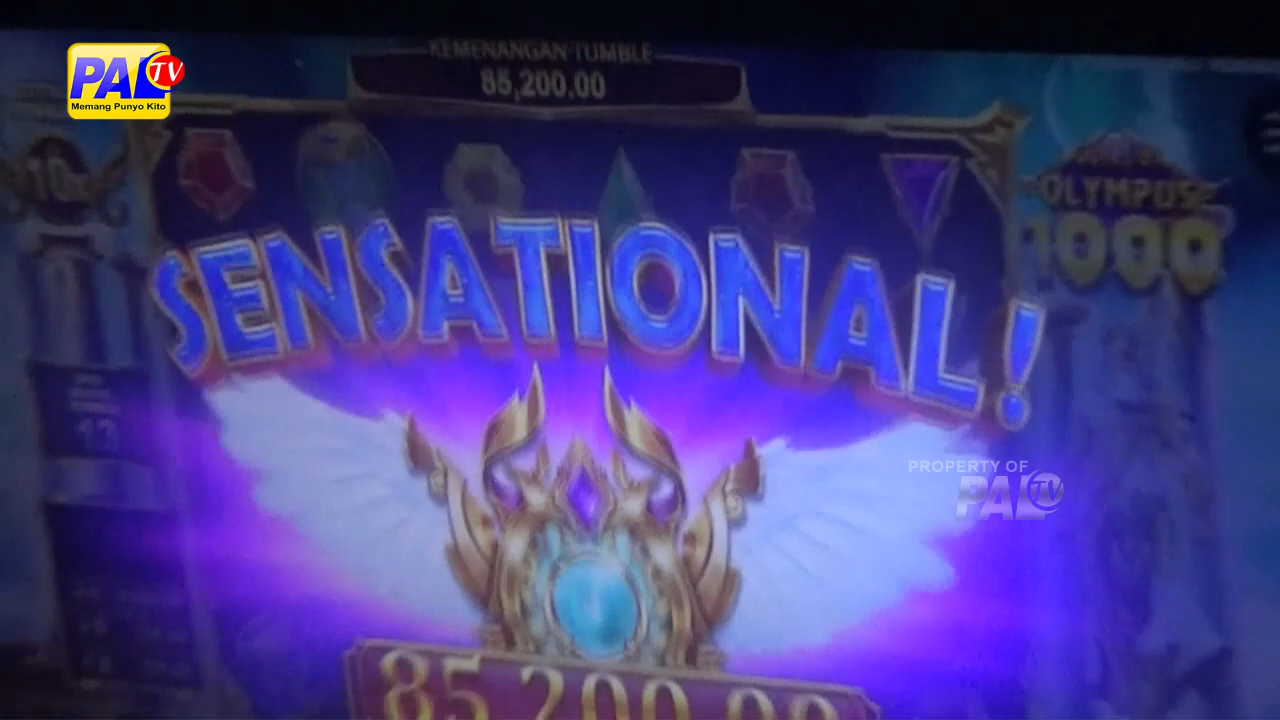 PAL TV
Memang Punyo Kito
KEMENANGAN TUMBLE
85,200.00
OLYMPUS
1000
SENSATIONAL!
13
PROPERTY OF
PAL TV
85,200.00